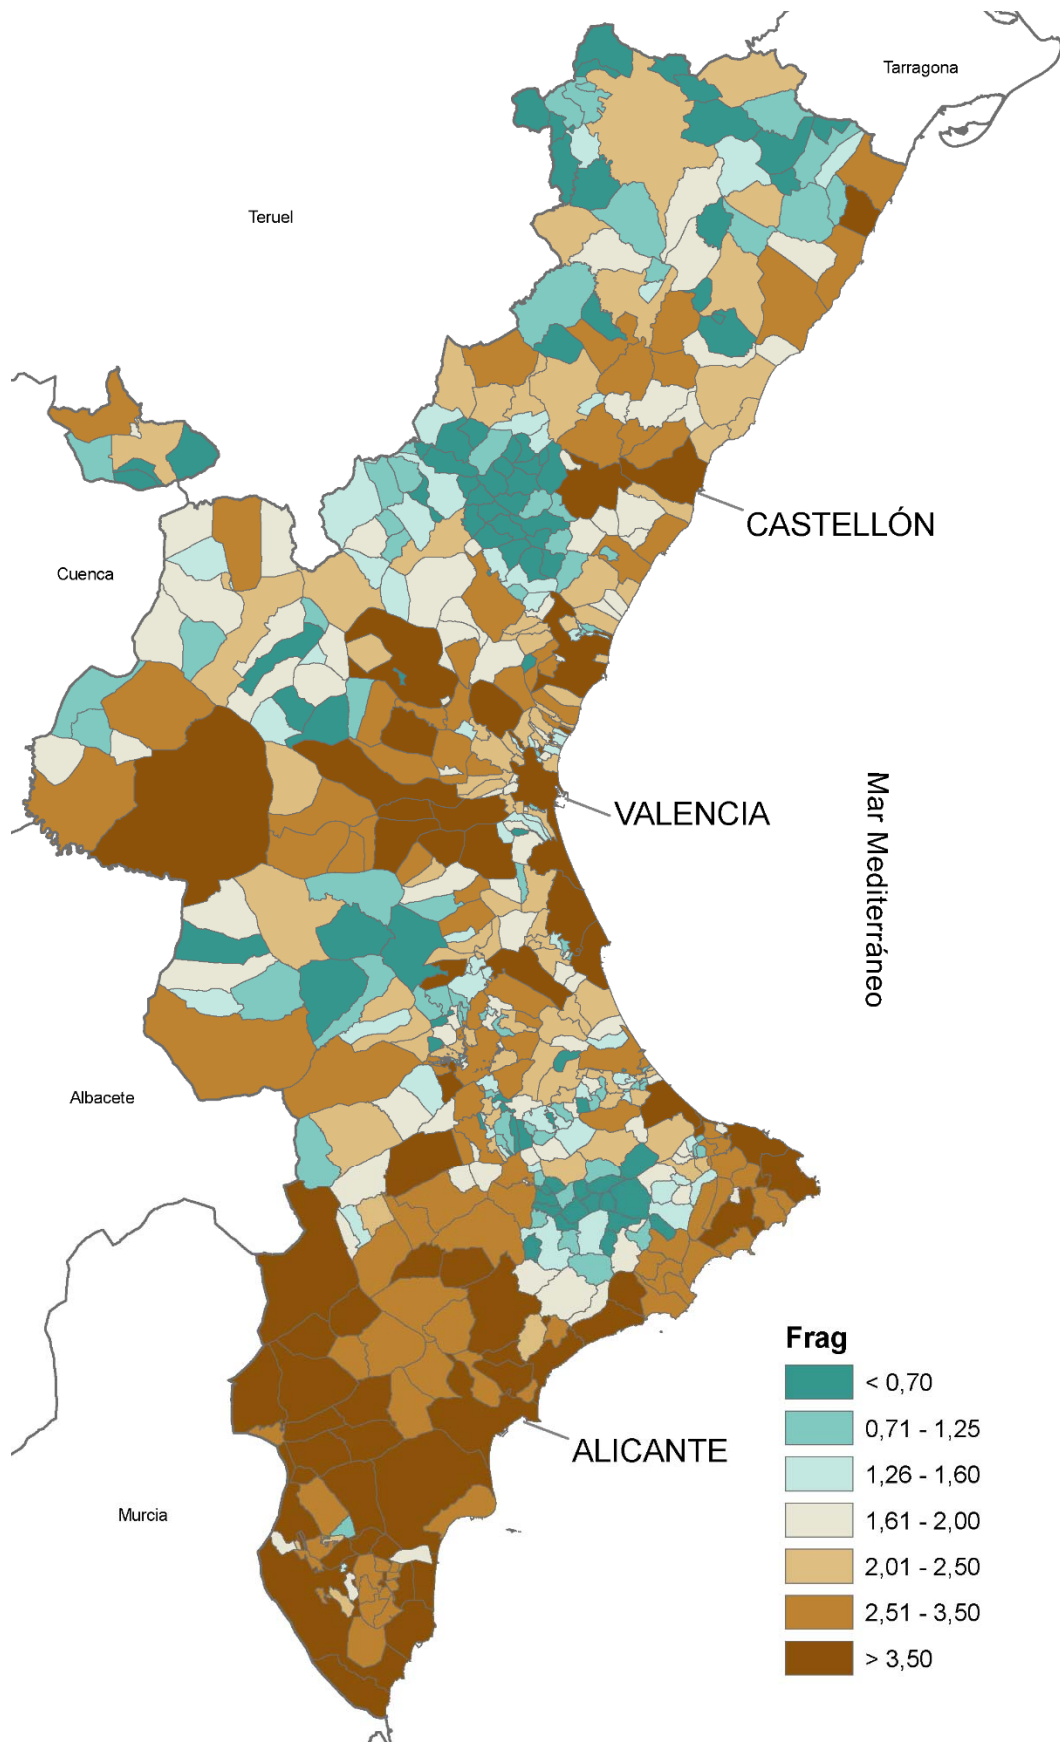 Tarragona
Teruel
CASTELLÓN
Cuenca
VALENCIA
Mar Mediterráneo
Albacete
ALICANTE
Murcia
Frag
< 0,70
0,71 - 1,25
1,26 - 1,60
1,61 - 2,00
2,01 - 2,50
2,51 - 3,50
> 3,50